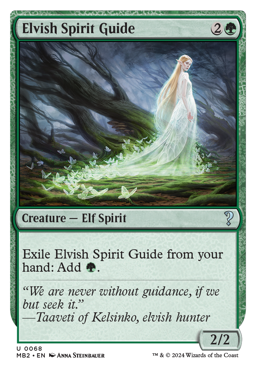 Elvish Spirit Guide 2
Creature — Elf Spirit
Exile Elvish Spirit Guide from your
hand: Add .
“We are never without guidance, if we
but seek it.”
—Taaveti of Kelsinko, elvish hunter
2/2
U 0068
MB2 • EN Anna Steinbauer
™ & © 2024 Wizards of the Coast